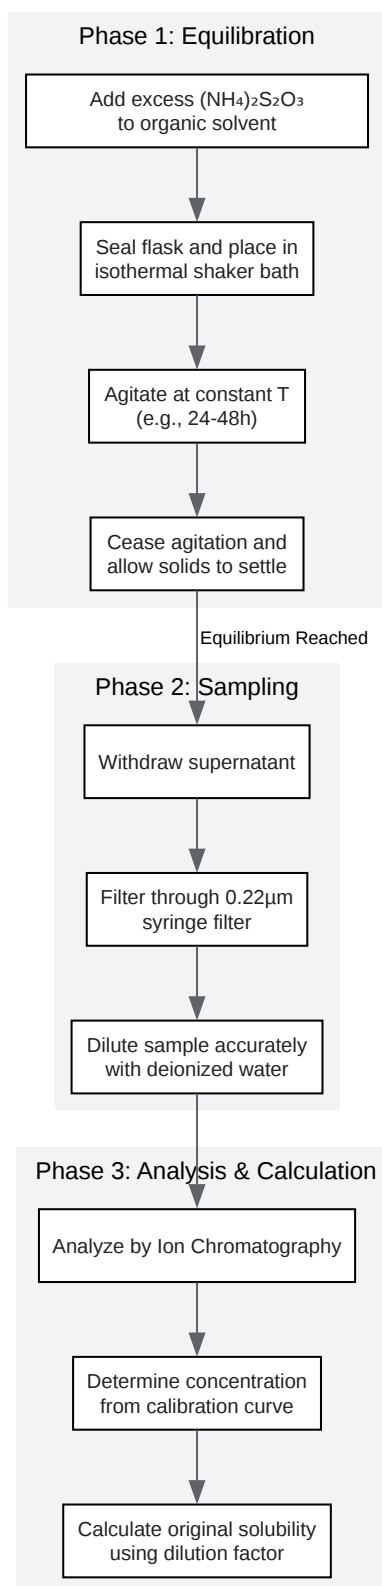 Phase 1: Equilibration
Add excess (NH₄)₂S₂O₃
to organic solvent
Seal flask and place in
isothermal shaker bath
Agitate at constant T
(e.g., 24-48h)
Cease agitation and
allow solids to settle
Equilibrium Reached
Phase 2: Sampling
Withdraw supernatant
Filter through 0.22µm
syringe filter
Dilute sample accurately
with deionized water
Phase 3: Analysis & Calculation
Analyze by Ion Chromatography
Determine concentration
from calibration curve
Calculate original solubility
using dilution factor